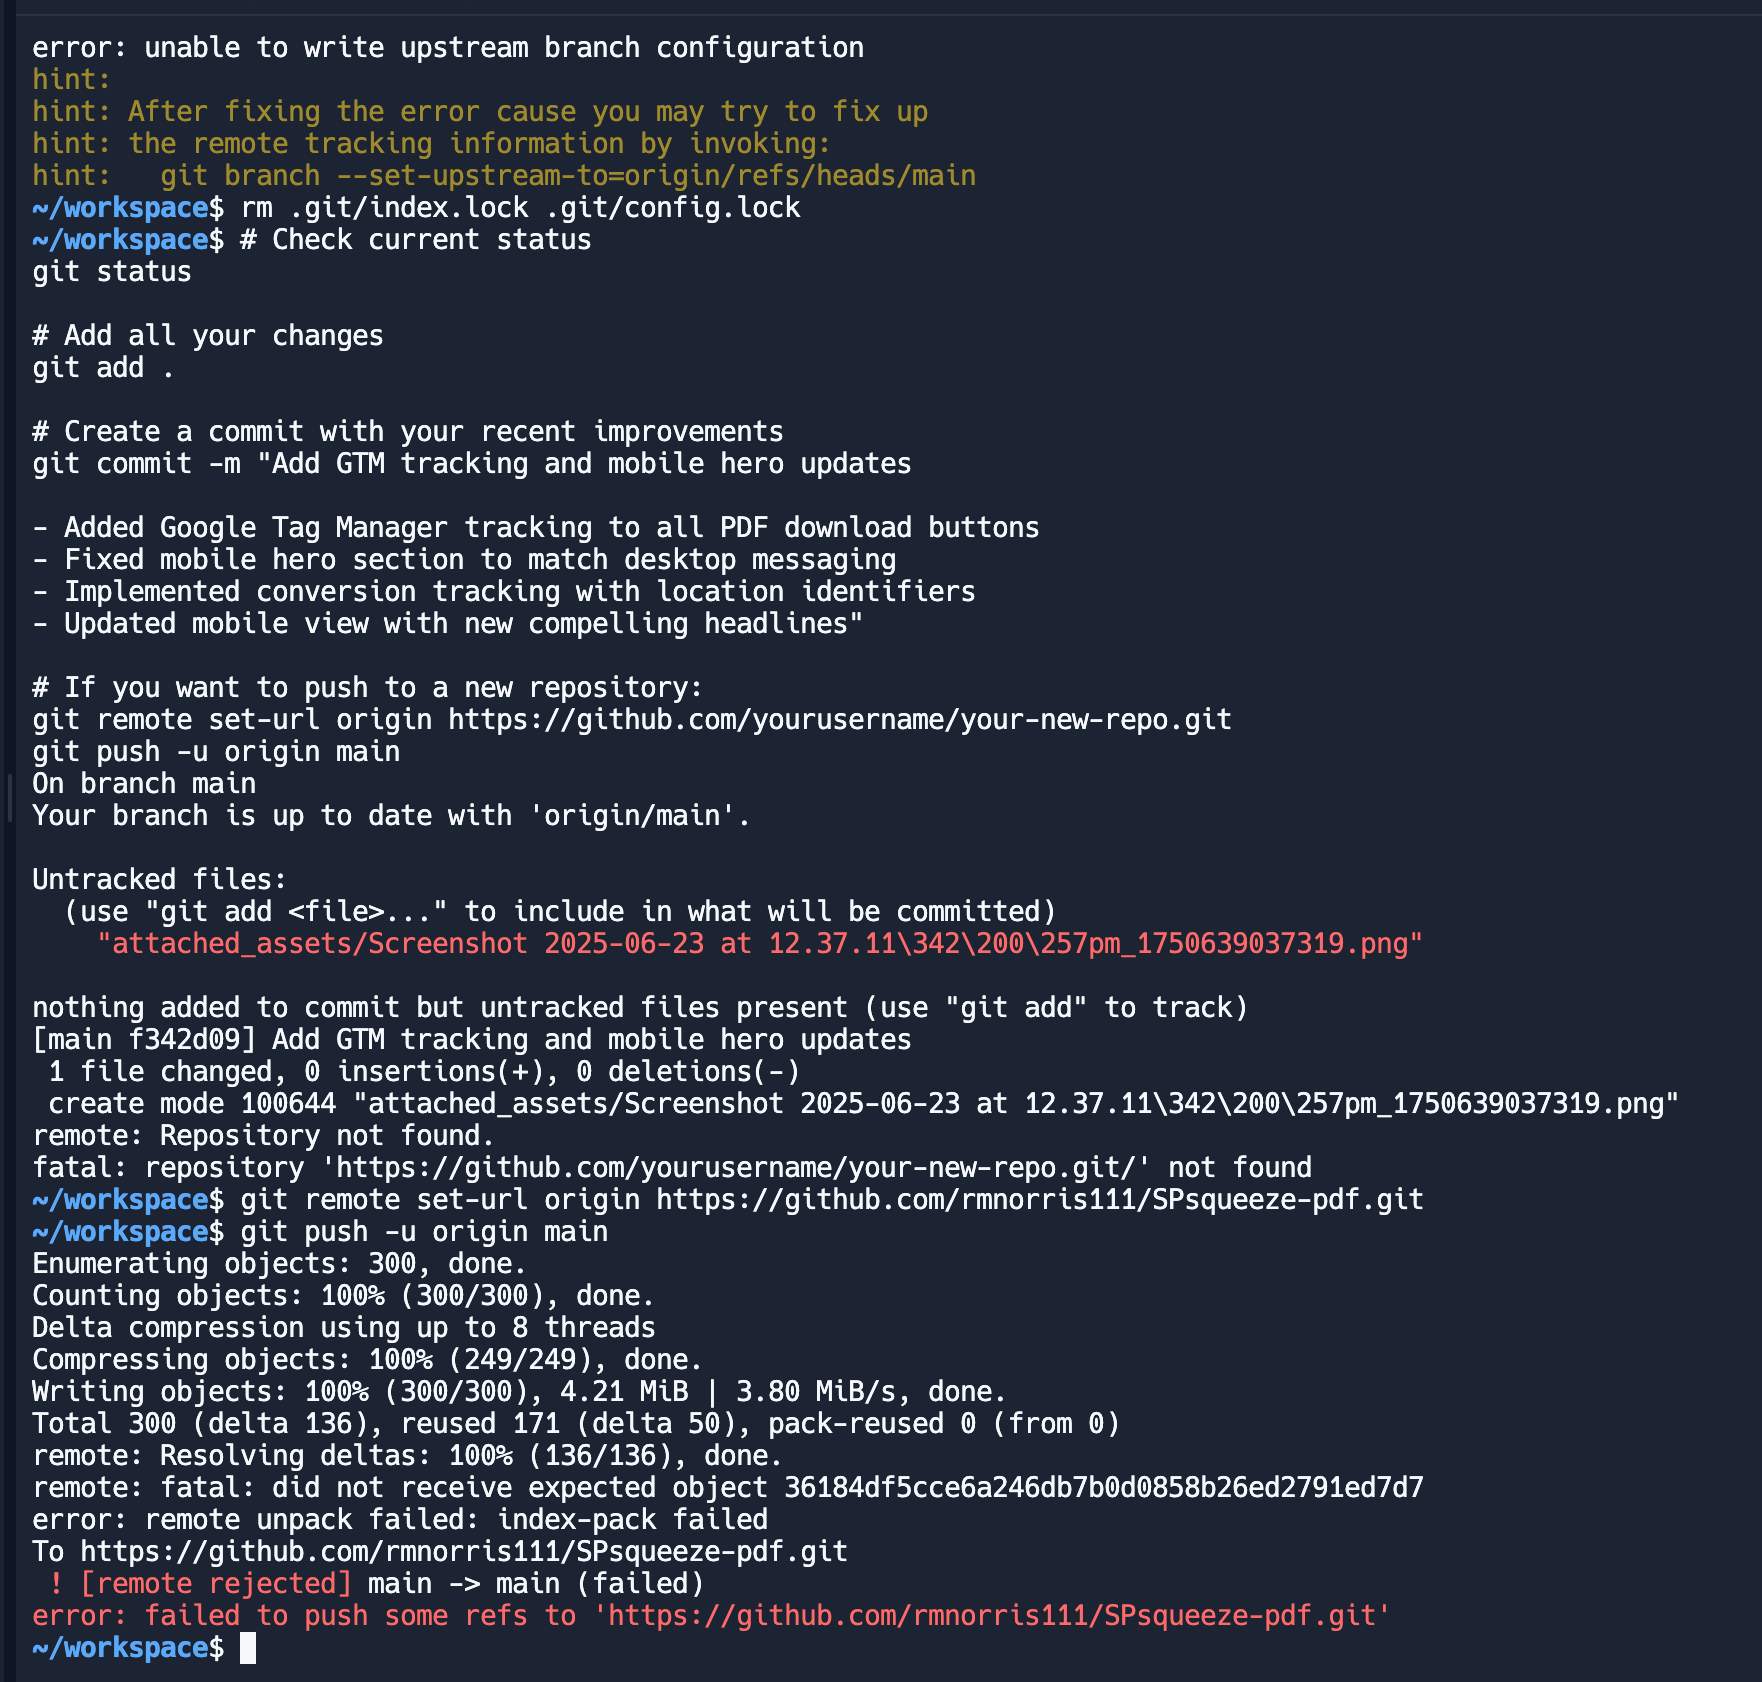 error: unable to write upstream branch configuration
hint:
hint: After fixing the error cause you may try to fix up
hint: the remote tracking information by invoking:
hint:   git branch --set-upstream-to=origin/refs/heads/main
~/workspace$ rm .git/index.lock .git/config.lock
~/workspace$ # Check current status
git status

# Add all your changes
git add .

# Create a commit with your recent improvements
git commit -m "Add GTM tracking and mobile hero updates

- Added Google Tag Manager tracking to all PDF download buttons
- Fixed mobile hero section to match desktop messaging
- Implemented conversion tracking with location identifiers
- Updated mobile view with new compelling headlines"

# If you want to push to a new repository:
git remote set-url origin https://github.com/yourusername/your-new-repo.git
git push -u origin main
On branch main
Your branch is up to date with 'origin/main'.

Untracked files:
  (use "git add <file>..." to include in what will be committed)
    "attached_assets/Screenshot 2025-06-23 at 12.37.11\342\200\257pm_1750639037319.png"

nothing added to commit but untracked files present (use "git add" to track)
[main f342d09] Add GTM tracking and mobile hero updates
 1 file changed, 0 insertions(+), 0 deletions(-)
 create mode 100644 "attached_assets/Screenshot 2025-06-23 at 12.37.11\342\200\257pm_1750639037319.png"
remote: Repository not found.
fatal: repository 'https://github.com/yourusername/your-new-repo.git/' not found
~/workspace$ git remote set-url origin https://github.com/rmnorris111/SPsqueeze-pdf.git
~/workspace$ git push -u origin main
Enumerating objects: 300, done.
Counting objects: 100% (300/300), done.
Delta compression using up to 8 threads
Compressing objects: 100% (249/249), done.
Writing objects: 100% (300/300), 4.21 MiB | 3.80 MiB/s, done.
Total 300 (delta 136), reused 171 (delta 50), pack-reused 0 (from 0)
remote: Resolving deltas: 100% (136/136), done.
remote: fatal: did not receive expected object 36184df5cce6a246db7b0d0858b26ed2791ed7d7
error: remote unpack failed: index-pack failed
To https://github.com/rmnorris111/SPsqueeze-pdf.git
 ! [remote rejected] main -> main (failed)
error: failed to push some refs to 'https://github.com/rmnorris111/SPsqueeze-pdf.git'
~/workspace$